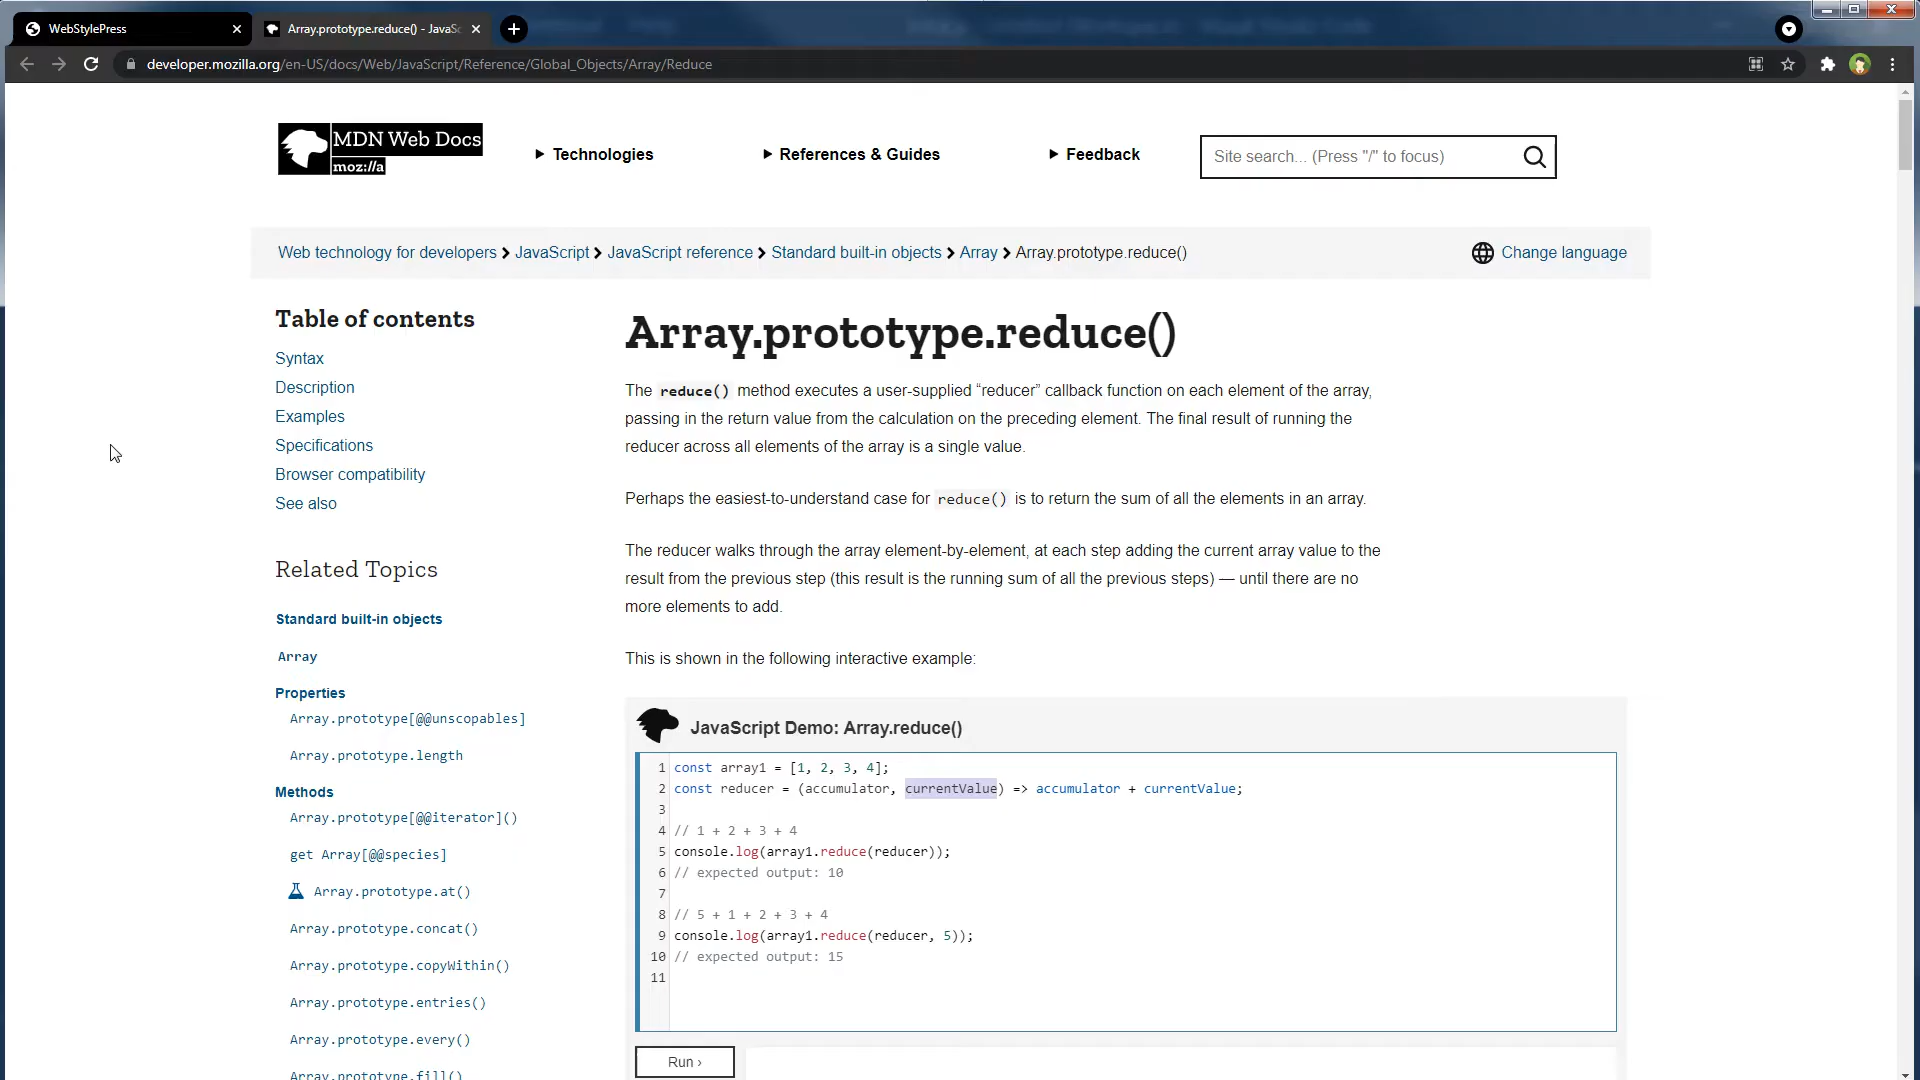 WebStylePress
Array.prototype.reduce() - JavaSc
developer.mozilla.org/en-US/docs/Web/JavaScript/Reference/Global_Objects/Array/Reduce
MDN Web Docs
moz://a
Technologies
References & Guides
Feedback
Site search... (Press "/" to focus)
Web technology for developers > JavaScript > JavaScript reference > Standard built-in objects > Array > Array.prototype.reduce()
Change language
Table of contents
Syntax
Description
Examples
Specifications
Browser compatibility
See also
Related Topics
Standard built-in objects
Array
Properties
Array.prototype[@@unscopables]
Array.prototype.length
Methods
Array.prototype[@@iterator]()
get Array[@@species]
Array.prototype.at()
Array.prototype.concat()
Array.prototype.copyWithin()
Array.prototype.entries()
Array.prototype.every()
Array.prototype.fill()
Array.prototype.reduce()
The reduce() method executes a user-supplied “reducer” callback function on each element of the array,
passing in the return value from the calculation on the preceding element. The final result of running the
reducer across all elements of the array is a single value.
Perhaps the easiest-to-understand case for reduce() is to return the sum of all the elements in an array.
The reducer walks through the array element-by-element, at each step adding the current array value to the
result from the previous step (this result is the running sum of all the previous steps) — until there are no
more elements to add.
This is shown in the following interactive example:
JavaScript Demo: Array.reduce()
1 const array1 = [1, 2, 3, 4];
2 const reducer = (accumulator, currentValue) => accumulator + currentValue;
3
4 // 1 + 2 + 3 + 4
5 console.log(array1.reduce(reducer));
6 // expected output: 10
7
8 // 5 + 1 + 2 + 3 + 4
9 console.log(array1.reduce(reducer, 5));
10 // expected output: 15
11
Run ›